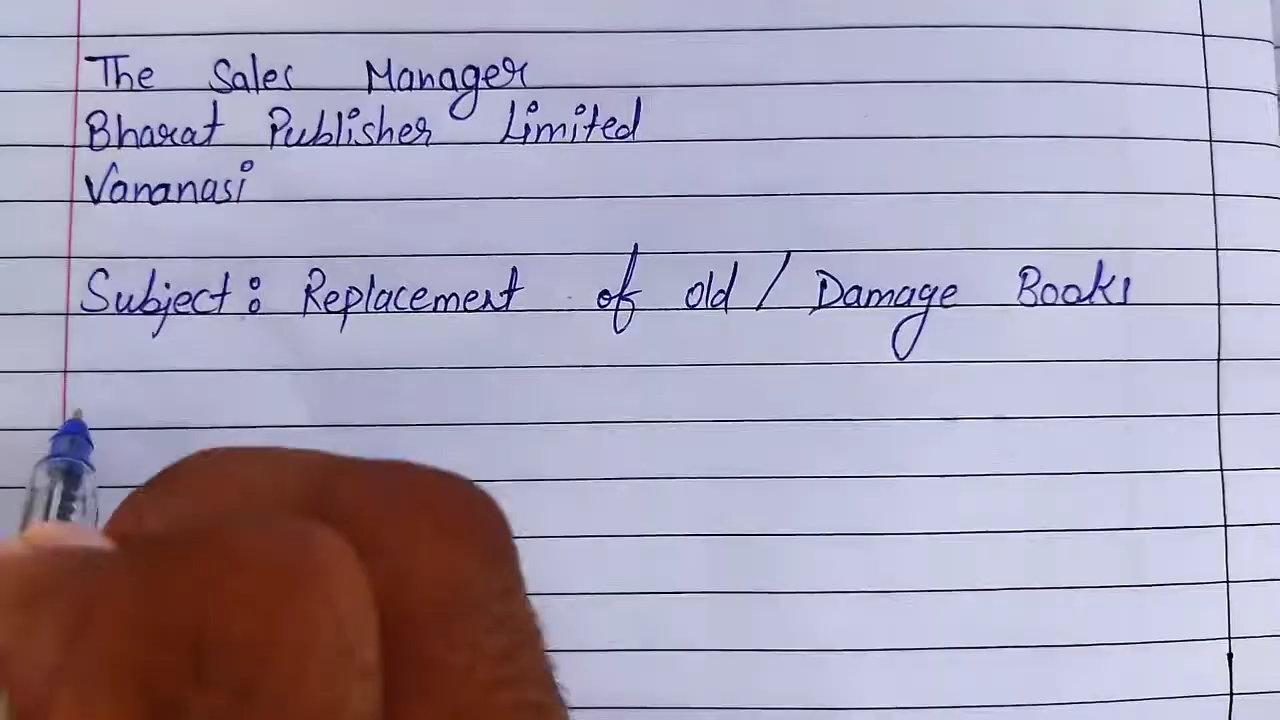 The Sales Manager
Bharat Publisher Limited
Varanasi
Subject: Replacement of old / Damage Books